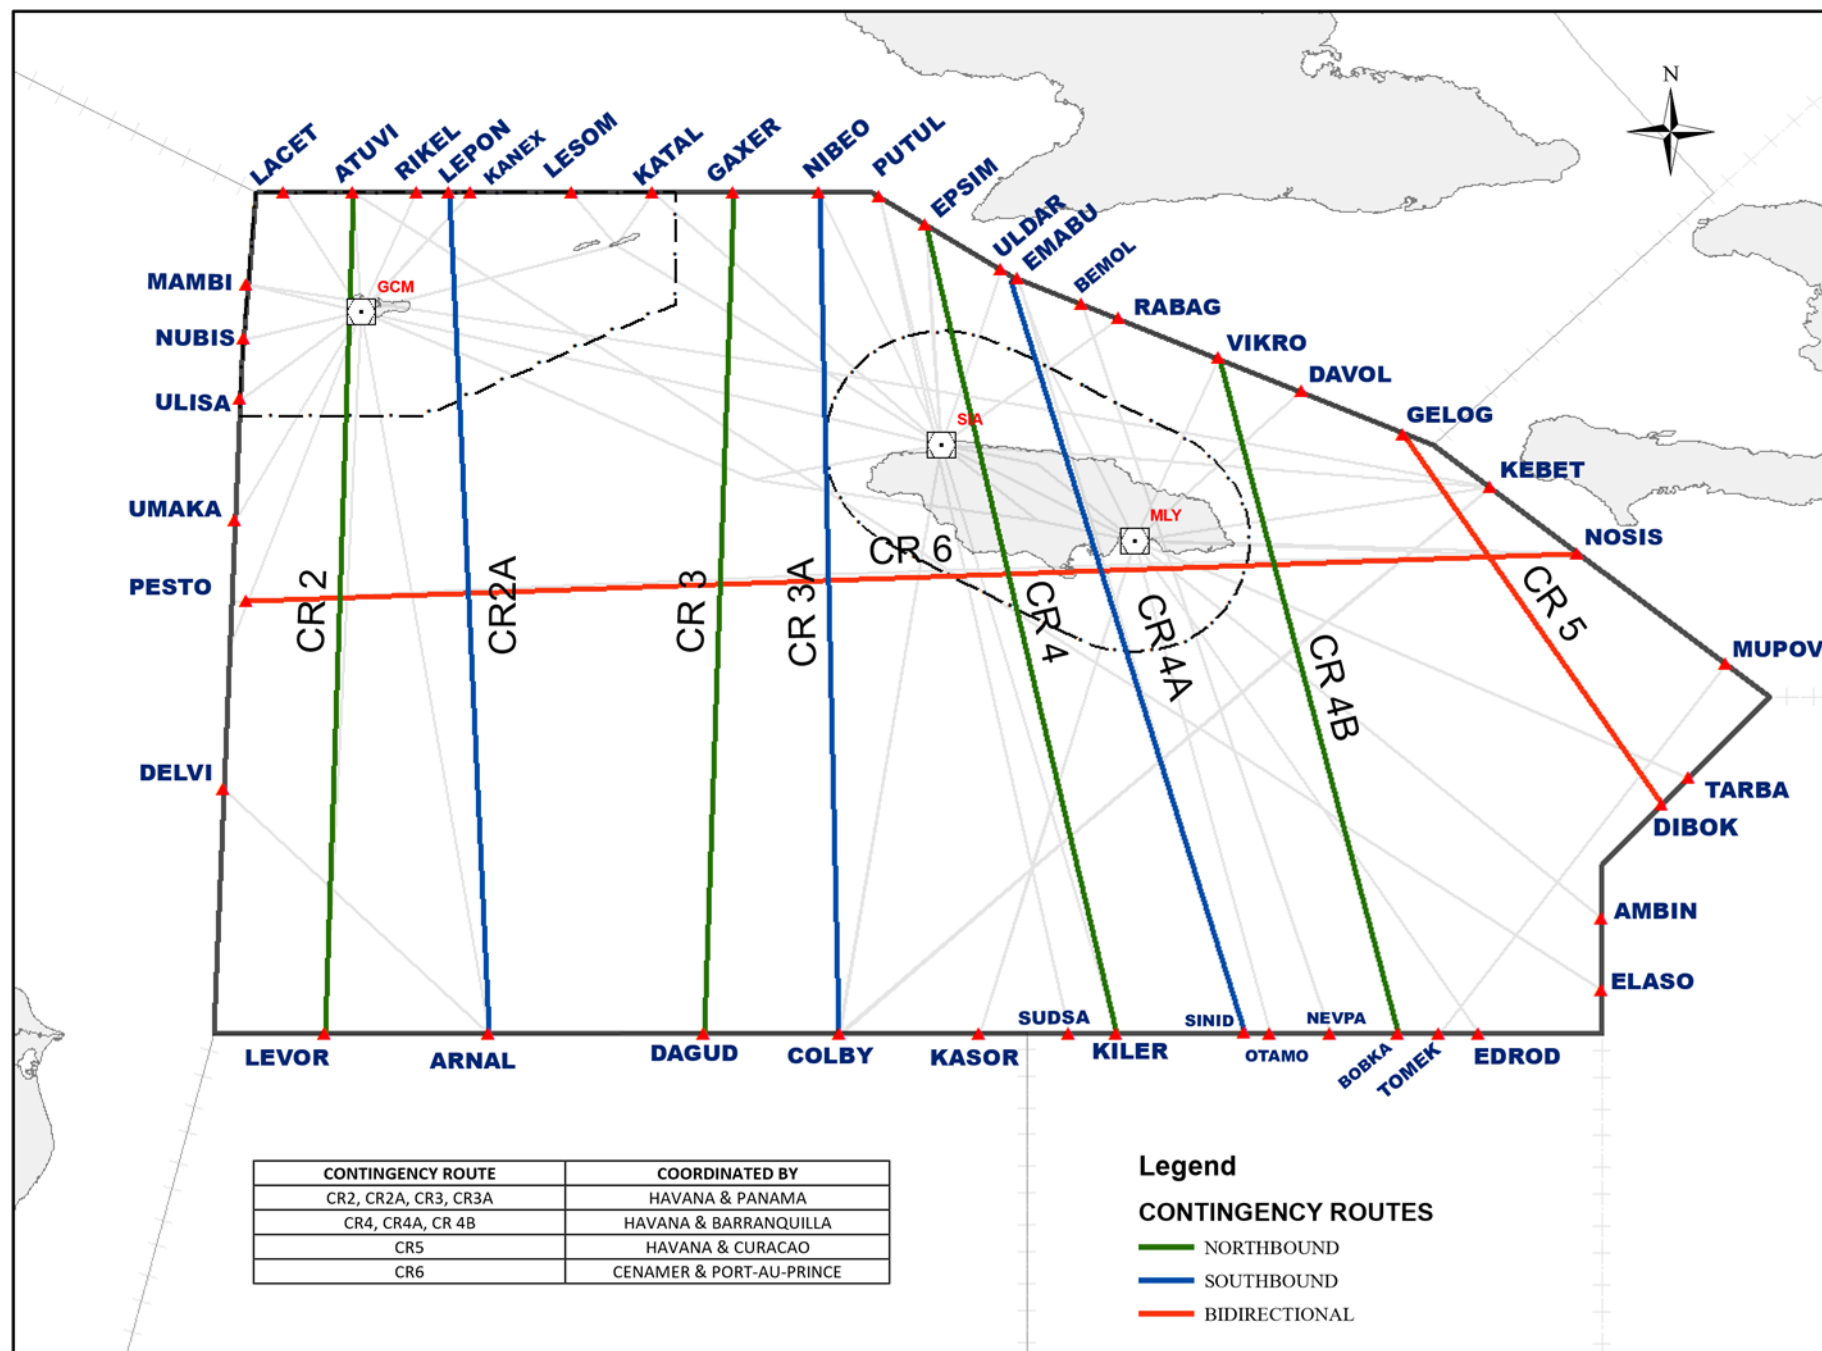 N
LACET
ATUVI
RIKEL
LEPON
KANEX
LESOM
KATAL
GAXER
NIBEO
PUTUL
EPSIM
ULDAR
EMABU
BEMOL
RABAG
VIKRO
DAVOL
GELOG
KEBET
NOSIS
MUPOV
TARBA
DIBOK
AMBIN
ELASO
MAMBI
NUBIS
ULISA
UMAKA
PESTO
DELVI
GCM
SIA
MLY
CR 2
CR2A
CR 3
CR 3A
CR 6
CR 4
CR 4A
CR 4B
CR 5
LEVOR
ARNAL
DAGUD
COLBY
KASOR
SUDSA
KILER
SINID
OTAMO
NEVPA
BOBKA
TOMEK
EDROD
CONTINGENCY ROUTE COORDINATED BY
CR2, CR2A, CR3, CR3A HAVANA & PANAMA
CR4, CR4A, CR 4B HAVANA & BARRANQUILLA
CR5 HAVANA & CURACAO
CR6 CENAMER & PORT-AU-PRINCE
Legend
CONTINGENCY ROUTES
NORTHBOUND
SOUTHBOUND
BIDIRECTIONAL